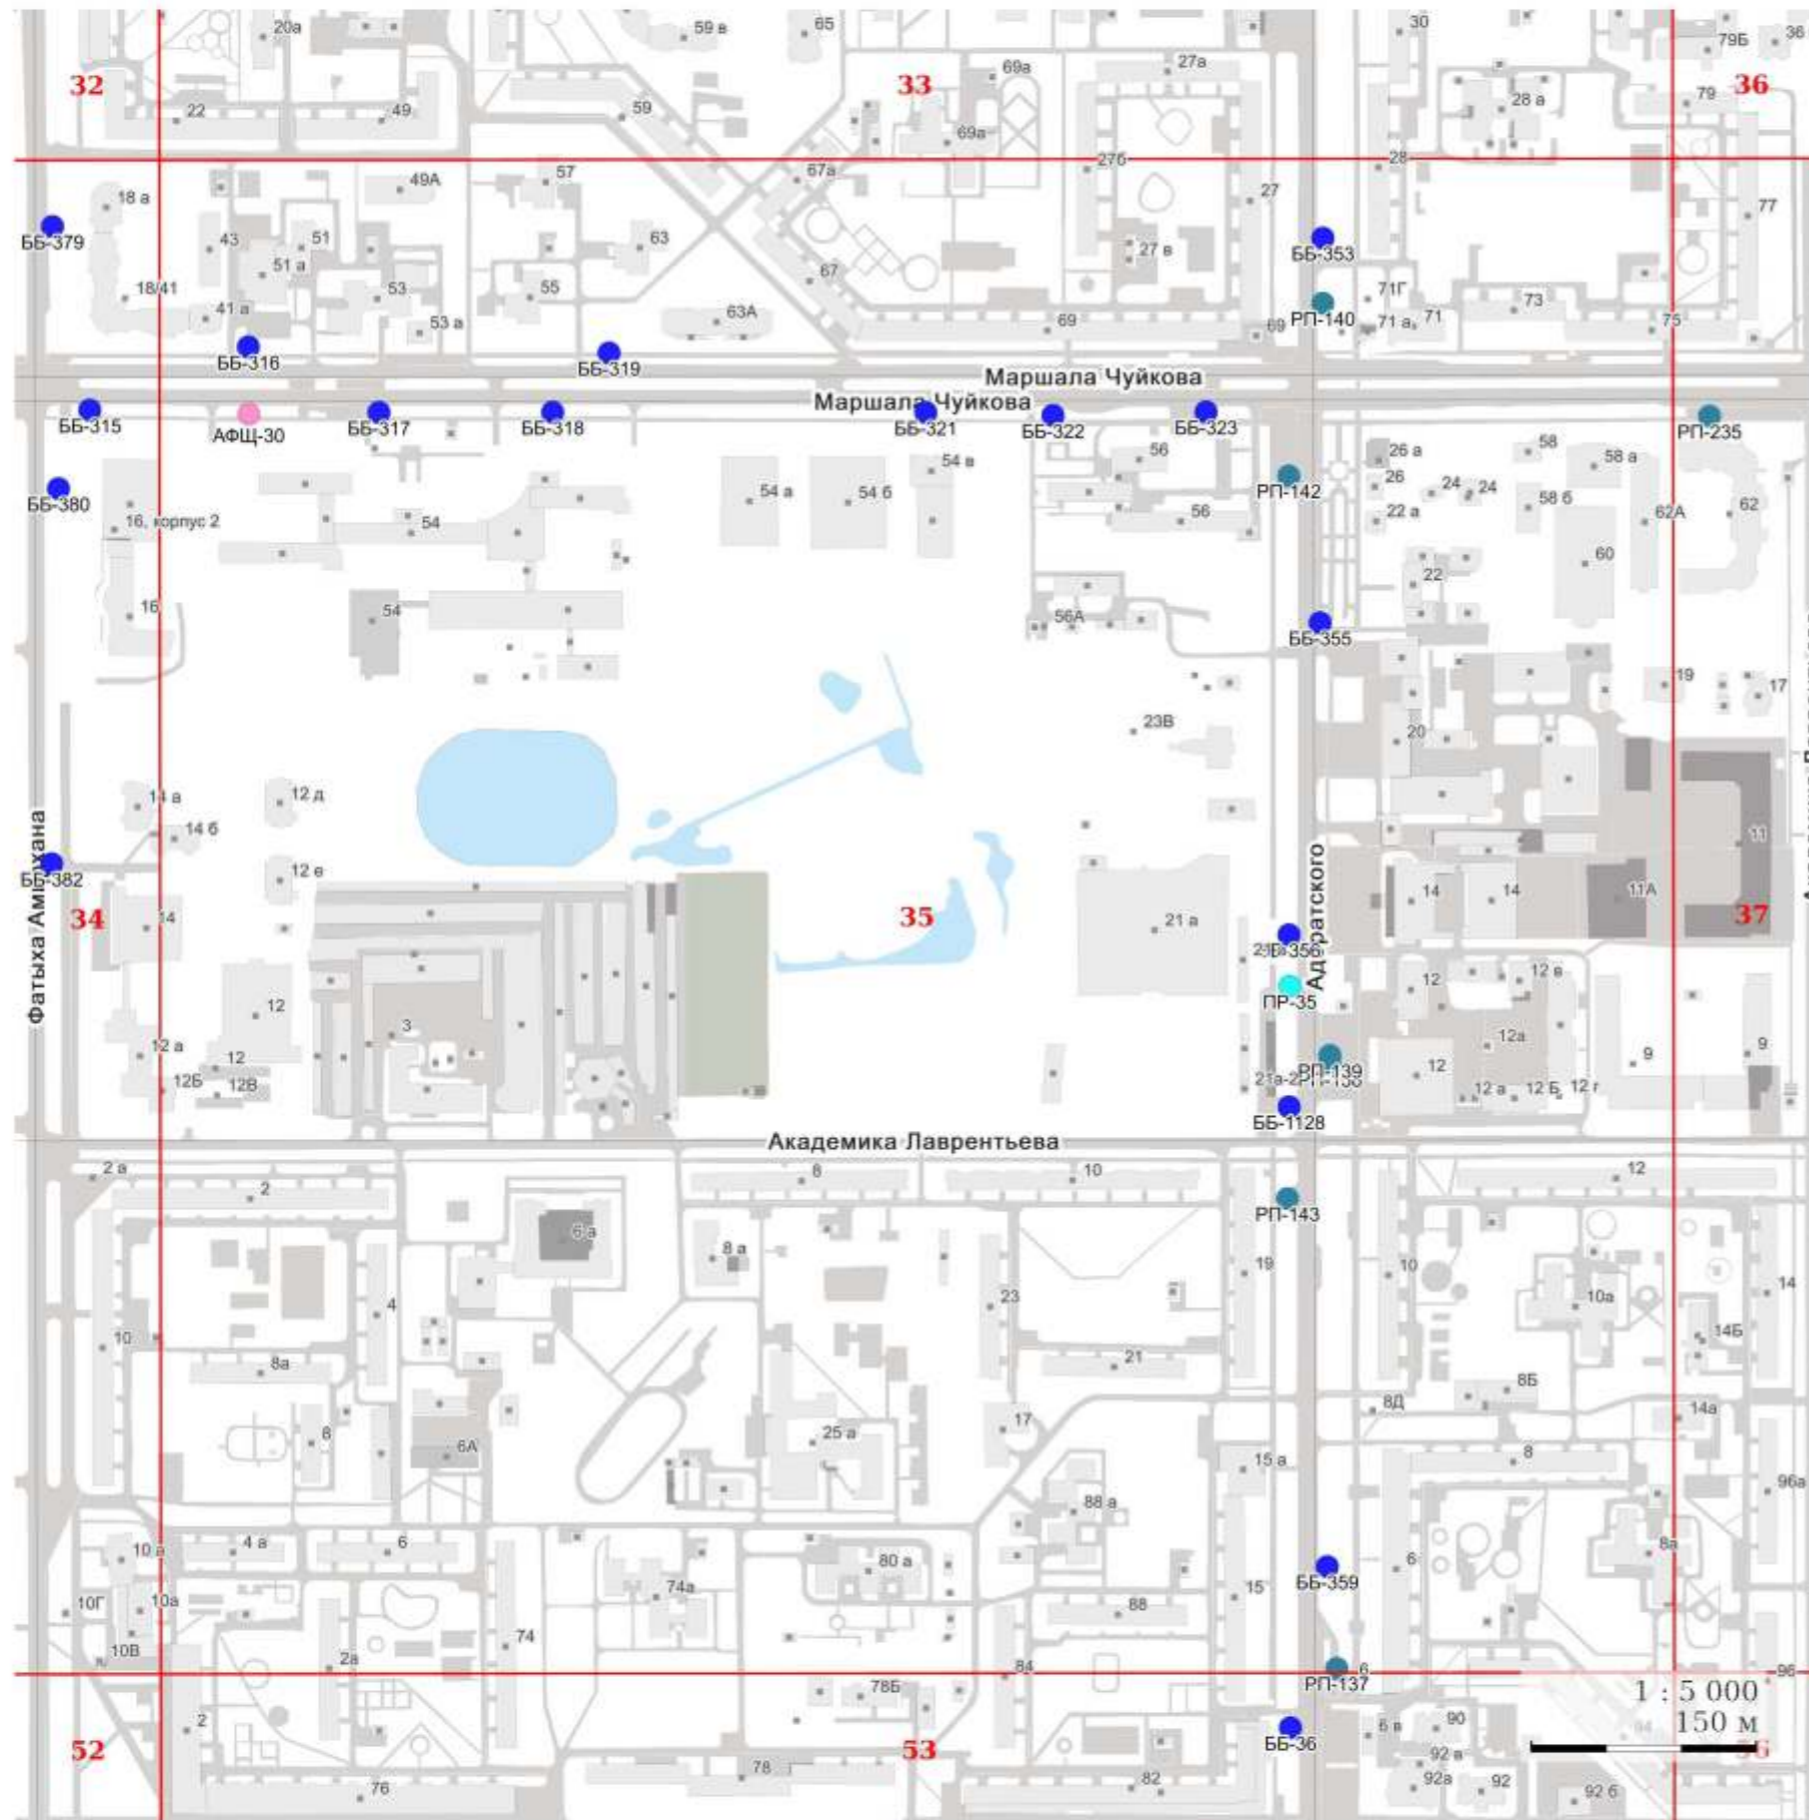 20а
59 в
65
30
79Б
36
32
33
36
69а
27а
22
49
59
28 а
79
69а
27б
28
18 а
49А
57
67а
27
77
ББ-379
43
51
63
27 в
ББ-353
51 а
67
18/41
53
55
71Г
73
41 а
53 а
63А
69
69
РП-140
71 а
71
75
ББ-316
ББ-319
Маршала Чуйкова
Маршала Чуйкова
ББ-315
АФЩ-30
ББ-317
ББ-318
ББ-321
ББ-322
ББ-323
РП-235
26 а
58
54 в
56
58 а
54 а
54 б
РП-142
26
24
24
ББ-380
16, корпус 2
54
56
22 а
58 б
62А
62
60
22
16
54
56А
ББ-355
19
17
23В
20
12 д
14 а
14 б
11
Фатыха Амирхана
ББ-382
12 е
Адоратского
14
14
11А
34
14
35
37
21 а
ББ-356
12
12 в
ПР-35
12
3
12а
12 а
12
РП-139
9
9
12Б
12В
12
12 а
12 Б
12 г
ББ-1128
Академика Лаврентьева
2 а
2
8
10
12
РП-143
6 а
8 а
19
10
14
4
23
10а
10
14Б
8а
21
8Б
8
17
8Д
14а
6А
25 а
15 а
8
96а
88 а
10 а
4 а
6
80 а
8а
ББ-359
6
10Г
10а
74а
88
15
10В
74
2а
84
6
96
РП-137
1 : 5 000
2
78Б
150 м
ББ-36
6 в
90
94
52
53
56
92 в
76
78
82
92а
92
92 б